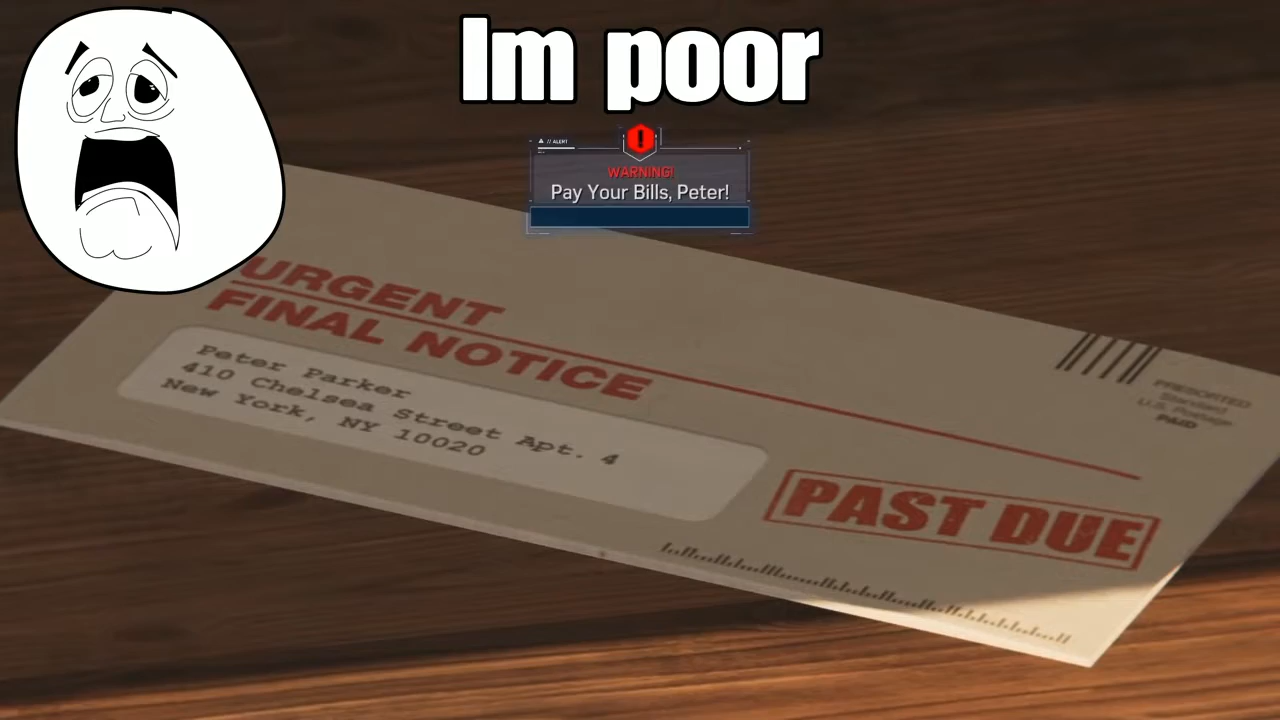 Im poor
// ALERT
WARNING!
Pay Your Bills, Peter!
URGENT
FINAL NOTICE
Peter Parker
410 Chelsea Street Apt. 4
New York, NY 10020
PRESORTED
Standard
U.S. Postage
PAID
PAST DUE